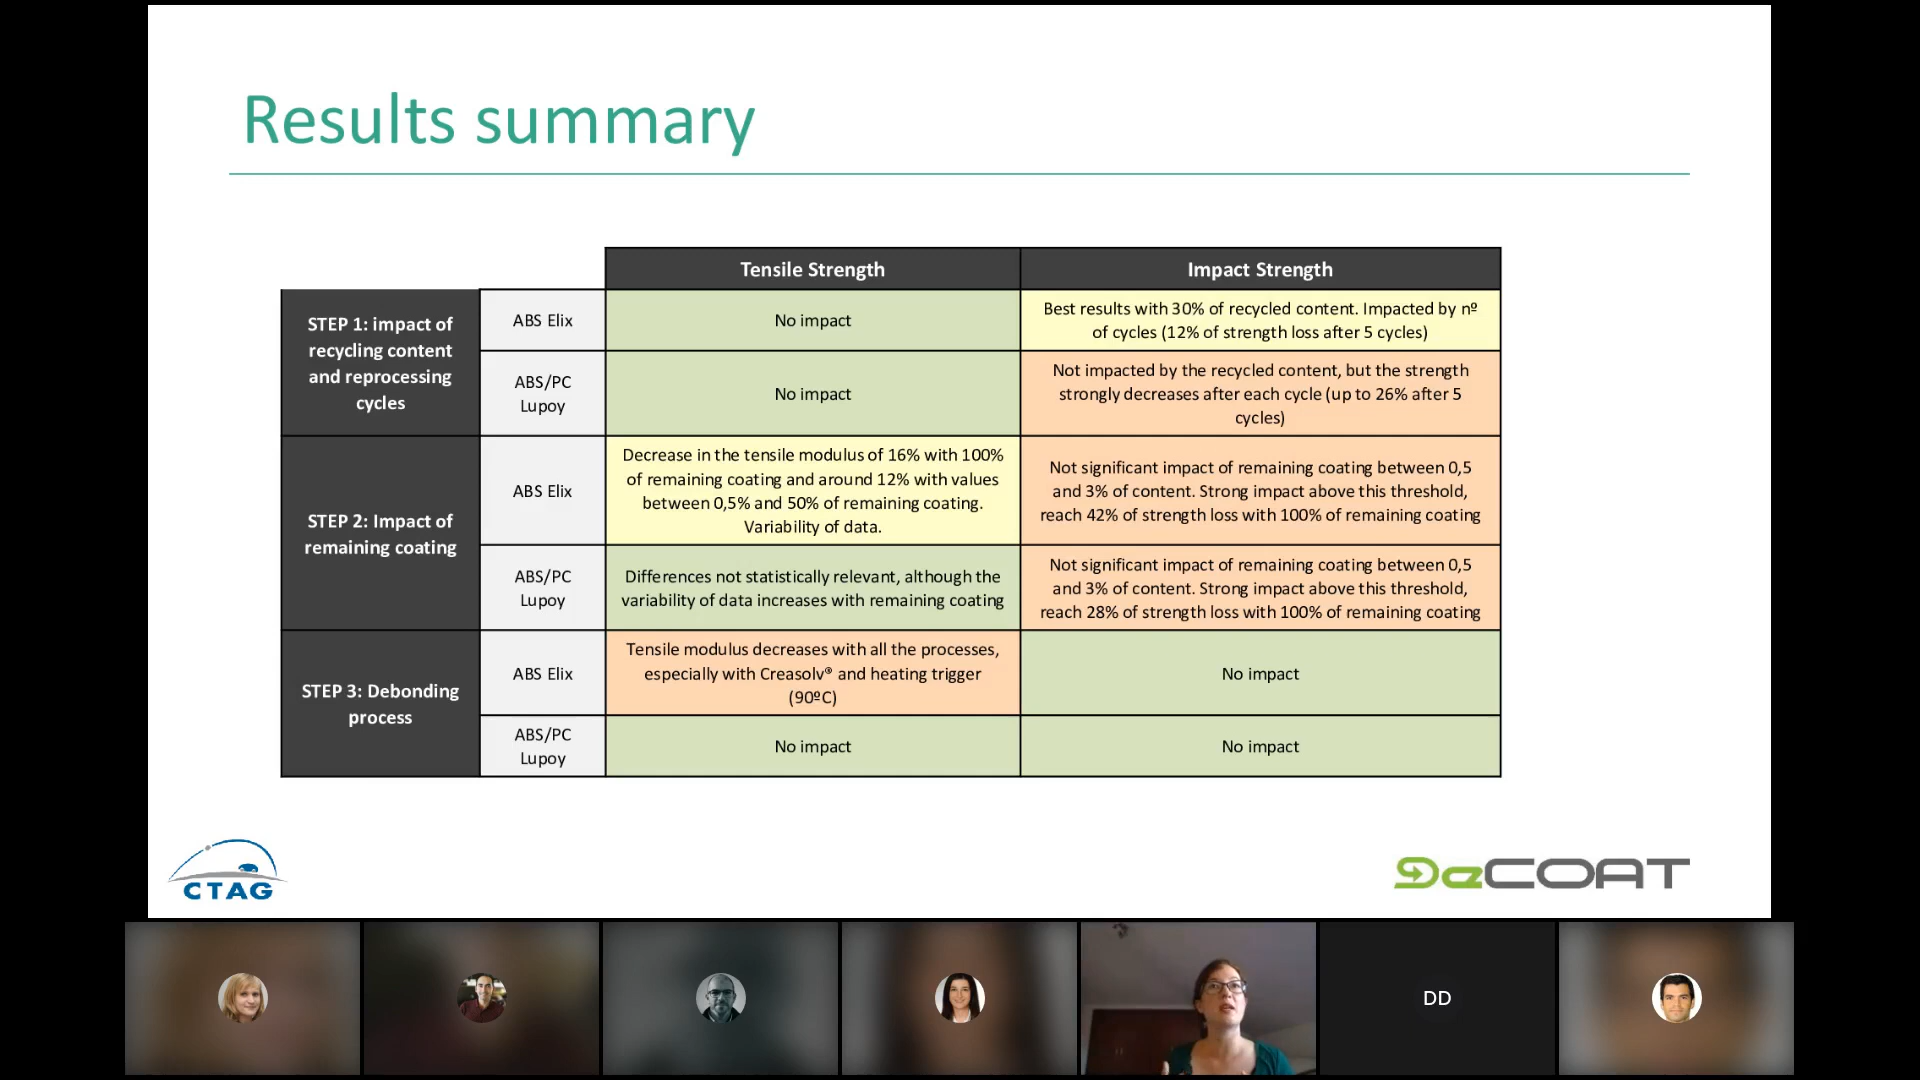 Results summary
Tensile Strength
Impact Strength
STEP 1: impact of
recycling content
and reprocessing
cycles
ABS Elix
No impact
Best results with 30% of recycled content. Impacted by nº
of cycles (12% of strength loss after 5 cycles)
ABS/PC
Lupoy
No impact
Not impacted by the recycled content, but the strength
strongly decreases after each cycle (up to 26% after 5
cycles)
STEP 2: Impact of
remaining coating
ABS Elix
Decrease in the tensile modulus of 16% with 100%
of remaining coating and around 12% with values
between 0,5% and 50% of remaining coating.
Variability of data.
Not significant impact of remaining coating between 0,5
and 3% of content. Strong impact above this threshold,
reach 42% of strength loss with 100% of remaining coating
ABS/PC
Lupoy
Differences not statistically relevant, although the
variability of data increases with remaining coating
Not significant impact of remaining coating between 0,5
and 3% of content. Strong impact above this threshold,
reach 28% of strength loss with 100% of remaining coating
STEP 3: Debonding
process
ABS Elix
Tensile modulus decreases with all the processes,
especially with Creasolv® and heating trigger
(90ºC)
No impact
ABS/PC
Lupoy
No impact
No impact
CTAG
DeCOAT
DD